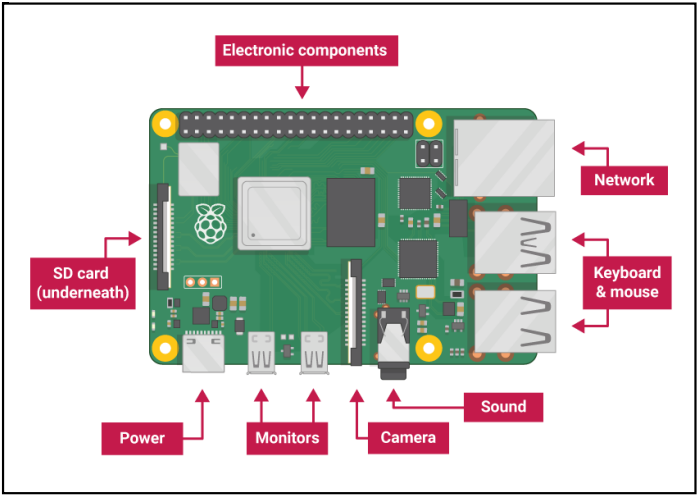 Electronic components
Network
SD card
(underneath)
Keyboard
& mouse
Sound
Power
Monitors
Camera